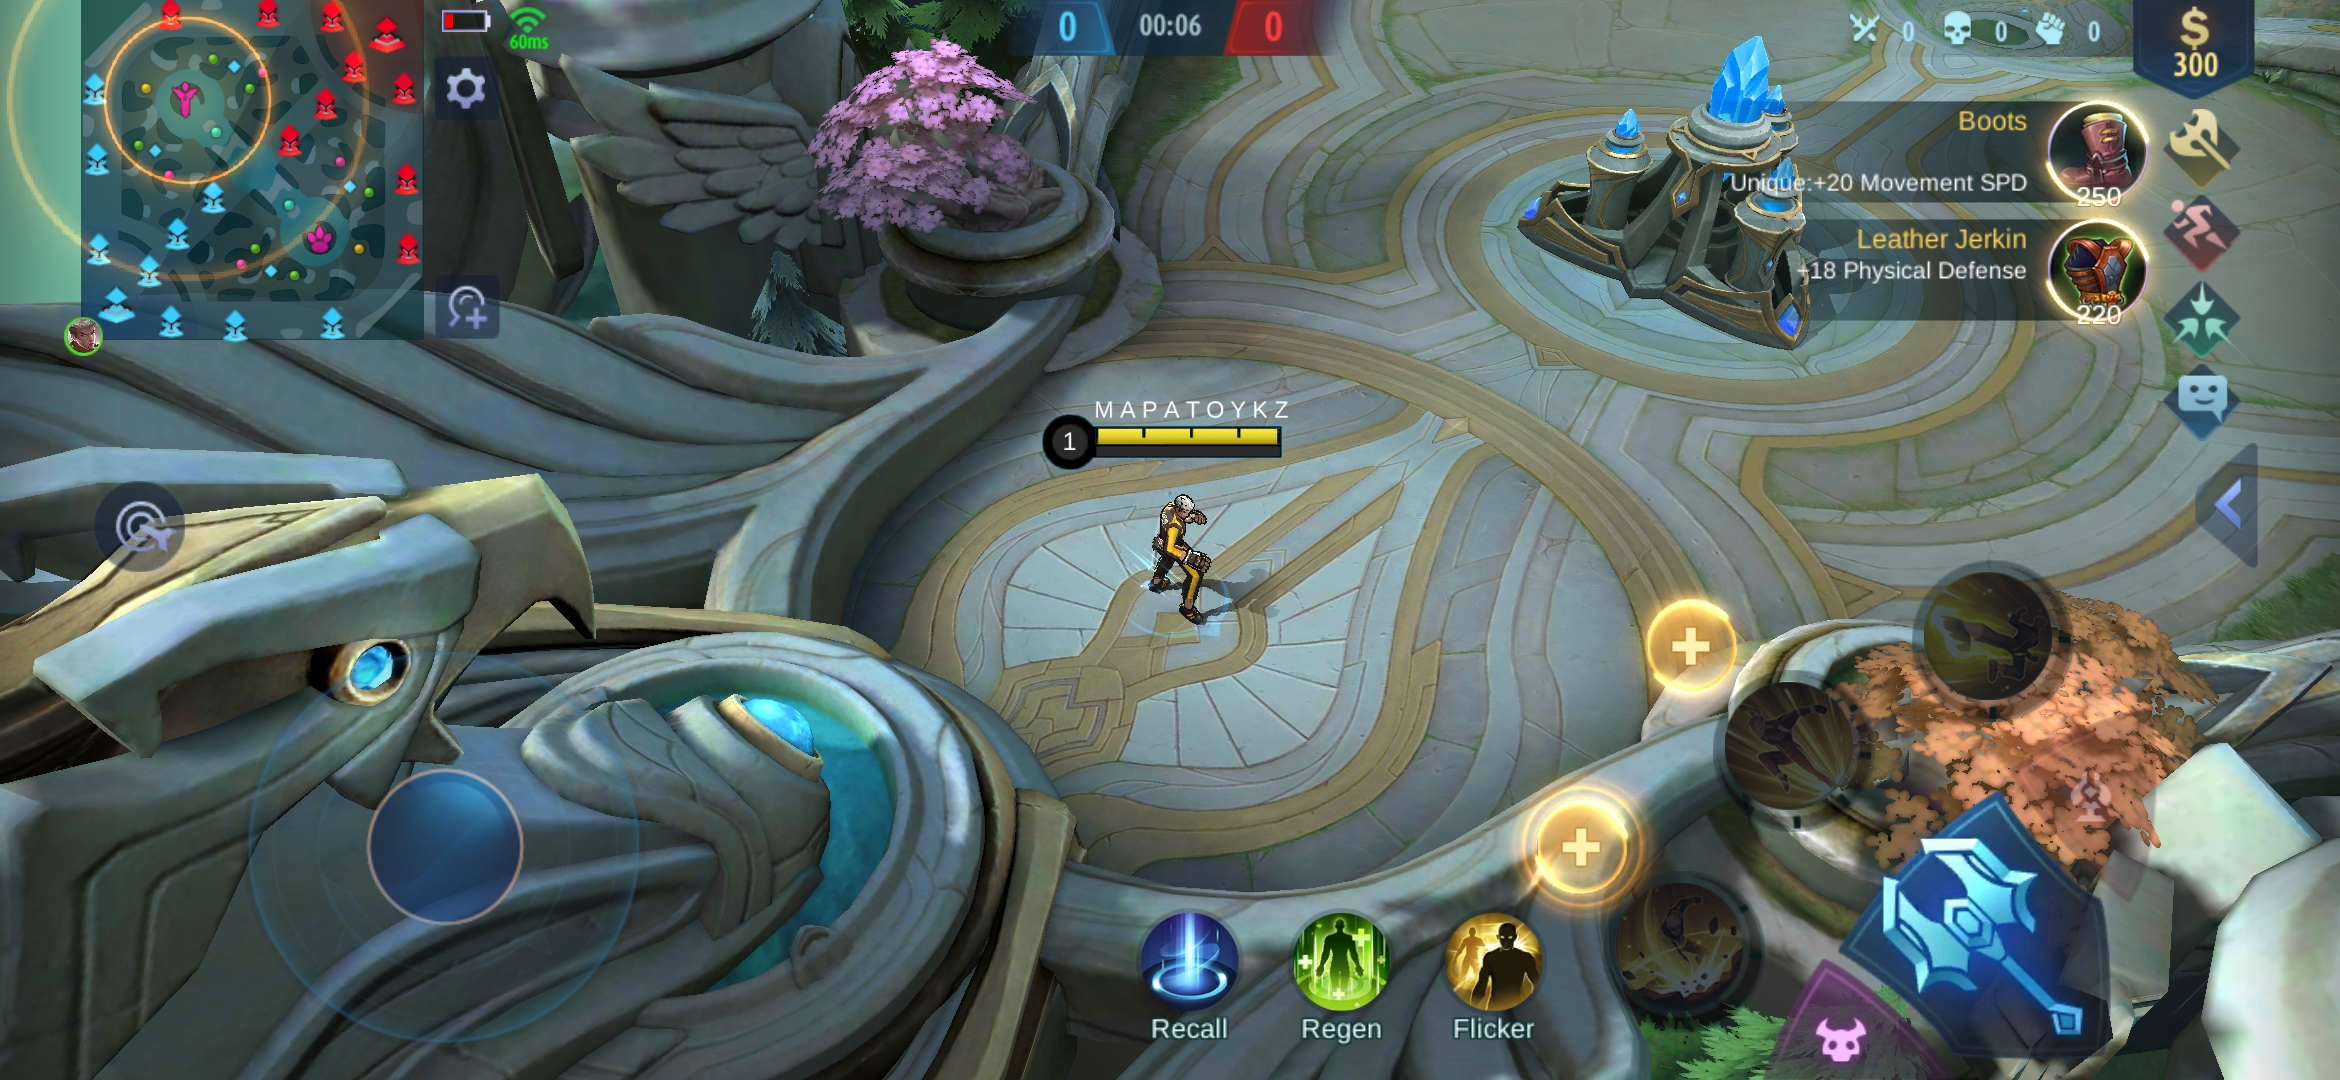 60ms
0
00:06
0
0
0
0
$
300
Boots
Unique:+20 Movement SPD
250
Leather Jerkin
+18 Physical Defense
220
MAPATOYKZ
1
Recall
Regen
Flicker